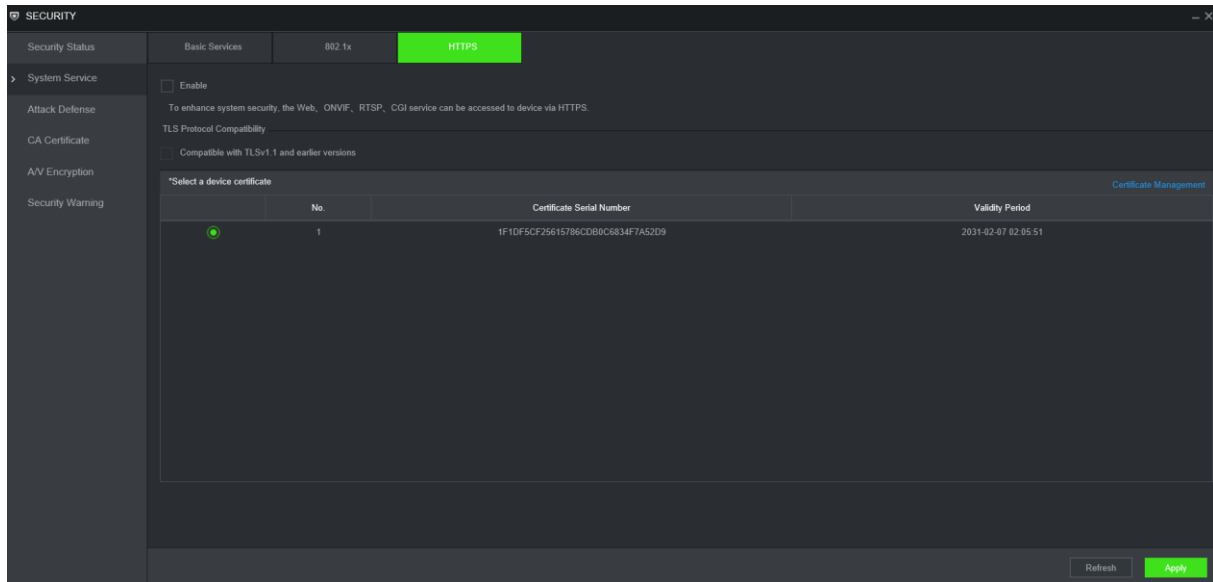 SECURITY
Security Status
System Service
Attack Defense
CA Certificate
A/V Encryption
Security Warning
Basic Services 802.1x HTTPS
Enable
To enhance system security, the Web、ONVIF、RTSP、CGI service can be accessed to device via HTTPS.
TLS Protocol Compatibility
Compatible with TLSv1.1 and earlier versions
*Select a device certificate Certificate Management
No. Certificate Serial Number Validity Period
1 1F1DF5CF25615786CDB0C6834F7A52D9 2031-02-07 02:05:51
Refresh Apply